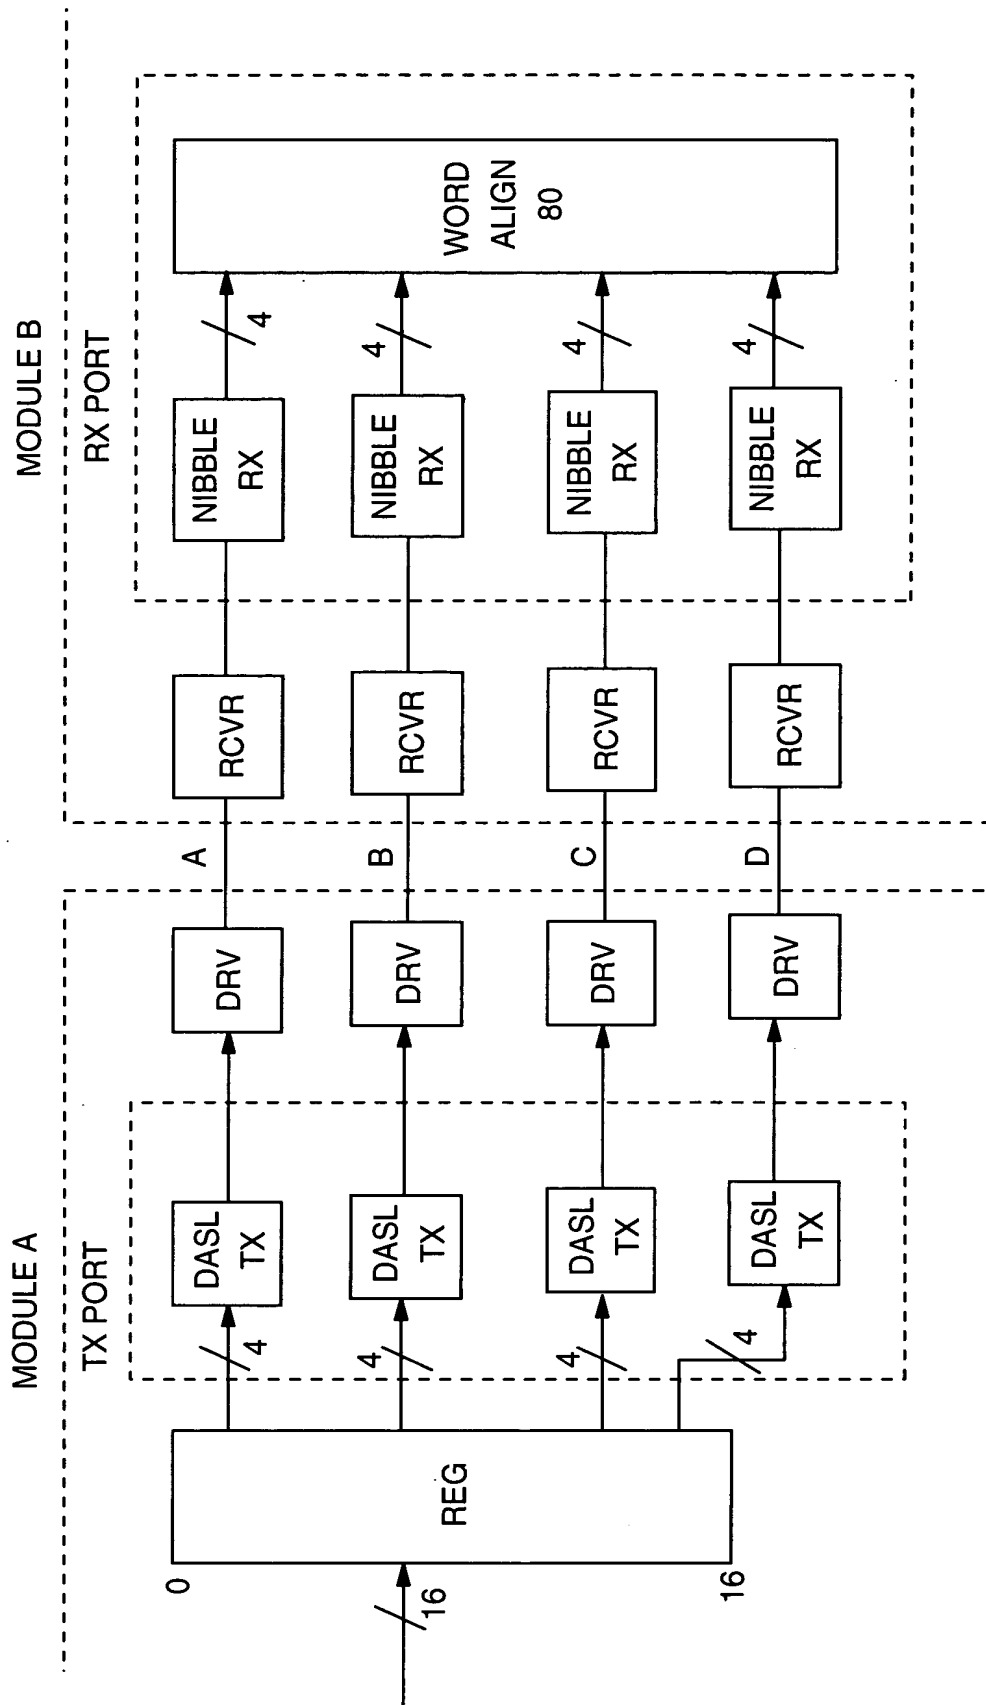 MODULE A
MODULE B
TX PORT
RX PORT
0
REG
16
16
4
DASL
TX
DRV
A
RCVR
NIBBLE
RX
4
4
DASL
TX
DRV
B
RCVR
NIBBLE
RX
4
4
DASL
TX
DRV
C
RCVR
NIBBLE
RX
4
4
DASL
TX
DRV
D
RCVR
NIBBLE
RX
4
WORD
ALIGN
80